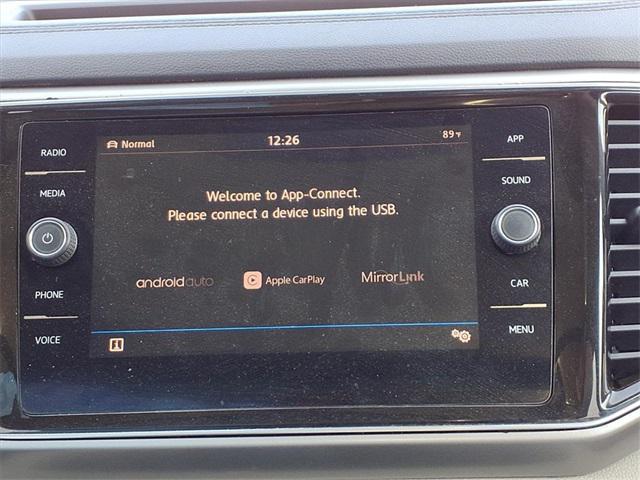 RADIO
MEDIA
PHONE
VOICE
Normal
12:26
89°F
Welcome to App-Connect.
Please connect a device using the USB.
androidauto
Apple CarPlay
MirrorLink
i
APP
SOUND
CAR
MENU